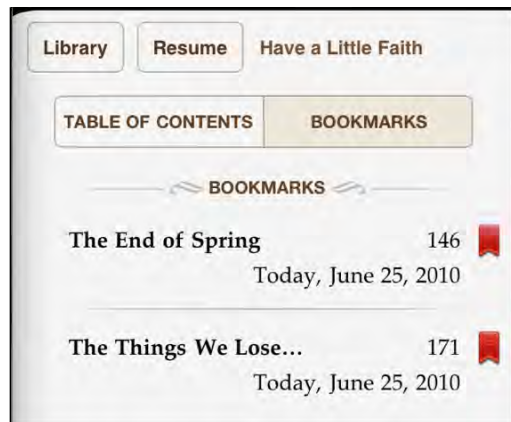 Library Resume Have a Little Faith
TABLE OF CONTENTS BOOKMARKS
BOOKMARKS
The End of Spring 146
Today, June 25, 2010
The Things We Lose... 171
Today, June 25, 2010